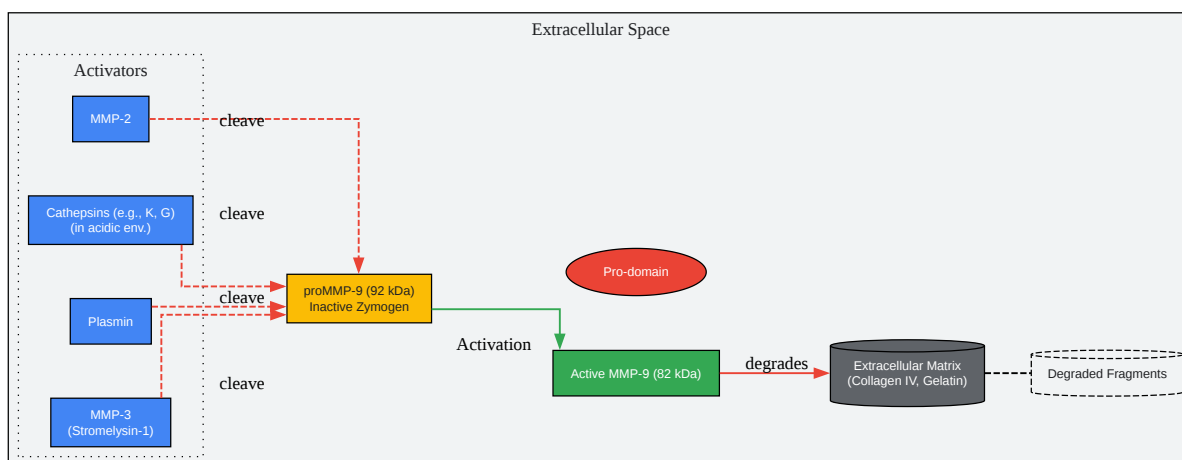 Extracellular Space
Activators
MMP-2
cleave
Cathepsins (e.g., K, G)
(in acidic env.)
cleave
Pro-domain
proMMP-9 (92 kDa)
Inactive Zymogen
cleave
Plasmin
Activation
Active MMP-9 (82 kDa)
degrades
Extracellular Matrix
(Collagen IV, Gelatin)
Degraded Fragments
cleave
MMP-3
(Stromelysin-1)